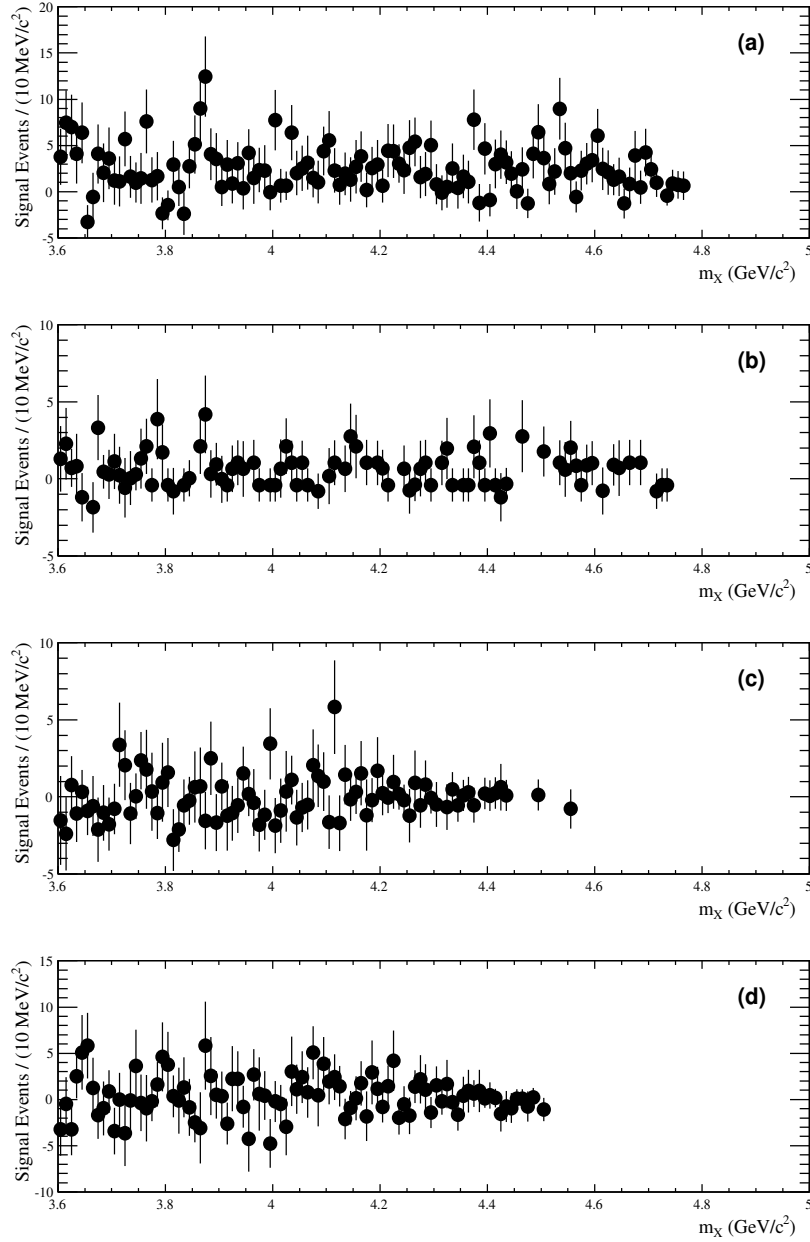 20
(a)
15
10
5
0
-5
3.6 3.8 4 4.2 4.4 4.6 4.8 5
m_X (GeV/c²)
Signal Events / (10 MeV/c²)
10
(b)
5
0
-5
3.6 3.8 4 4.2 4.4 4.6 4.8 5
m_X (GeV/c²)
Signal Events / (10 MeV/c²)
10
(c)
5
0
-5
3.6 3.8 4 4.2 4.4 4.6 4.8 5
m_X (GeV/c²)
Signal Events / (10 MeV/c²)
15
(d)
10
5
0
-5
-10
3.6 3.8 4 4.2 4.4 4.6 4.8 5
m_X (GeV/c²)
Signal Events / (10 MeV/c²)